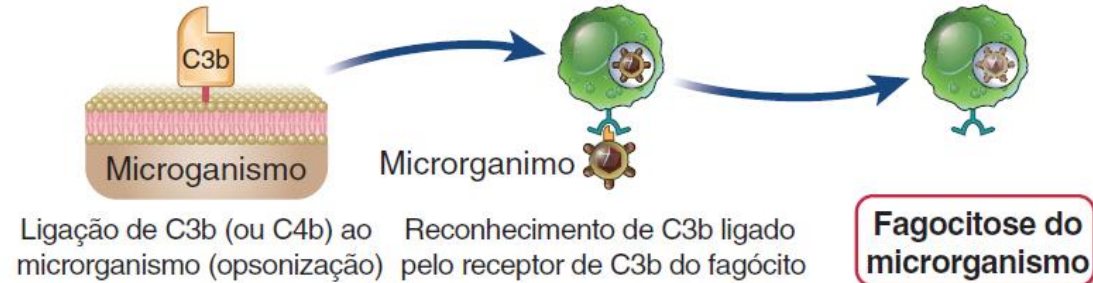 C3b
Microganismo
Microrganimo
Ligação de C3b (ou C4b) ao
microrganismo (opsonização)
Reconhecimento de C3b ligado
pelo receptor de C3b do fagócito
Fagocitose do
microrganismo